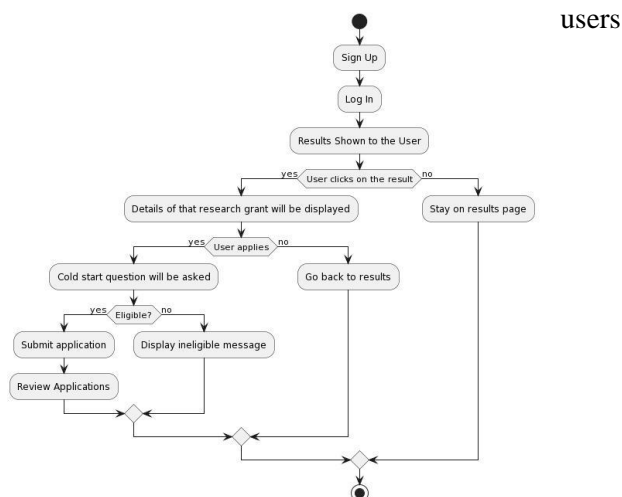 users
Sign Up
Log In
Results Shown to the User
yes
User clicks on the result
no
Details of that research grant will be displayed
Stay on results page
yes
User applies
no
Cold start question will be asked
Go back to results
yes
Eligible?
no
Submit application
Display ineligible message
Review Applications